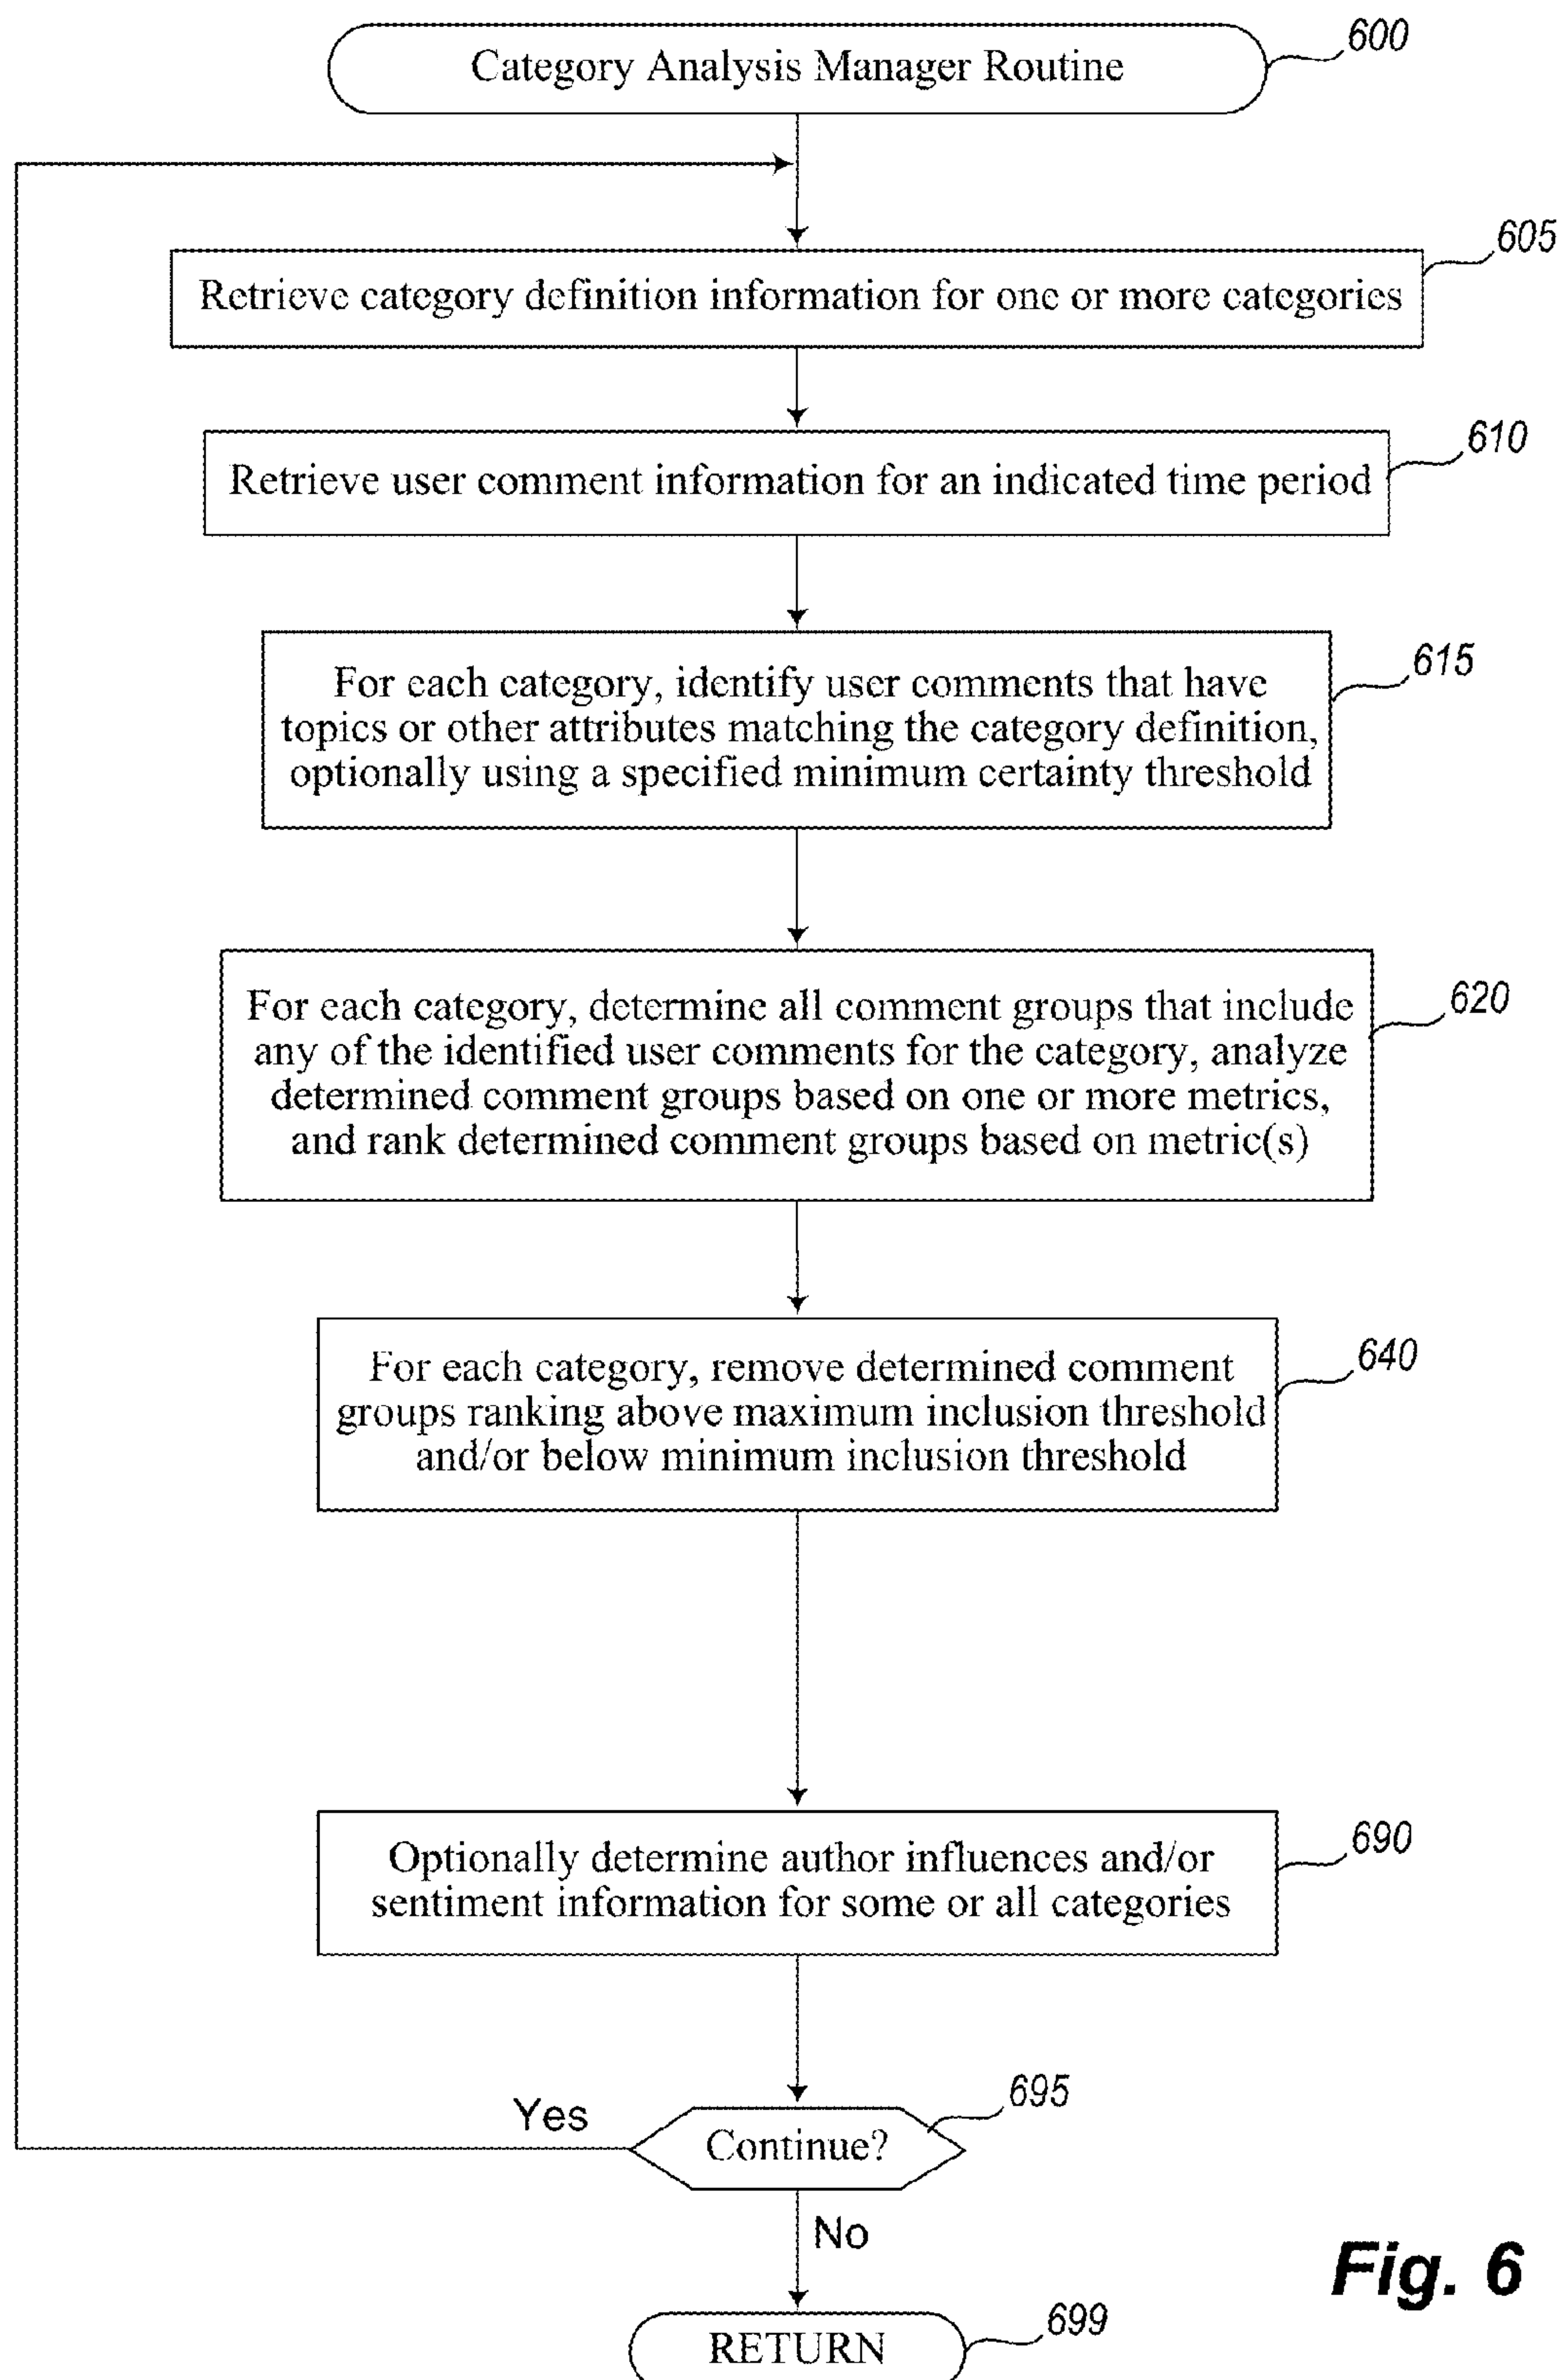 Category Analysis Manager Routine
600
605
Retrieve category definition information for one or more categories
610
Retrieve user comment information for an indicated time period
615
For each category, identify user comments that have
topics or other attributes matching the category definition,
optionally using a specified minimum certainty threshold
620
For each category, determine all comment groups that include
any of the identified user comments for the category, analyze
determined comment groups based on one or more metrics,
and rank determined comment groups based on metric(s)
640
For each category, remove determined comment
groups ranking above maximum inclusion threshold
and/or below minimum inclusion threshold
690
Optionally determine author influences and/or
sentiment information for some or all categories
695
Yes
Continue?
No
Fig. 6
699
RETURN